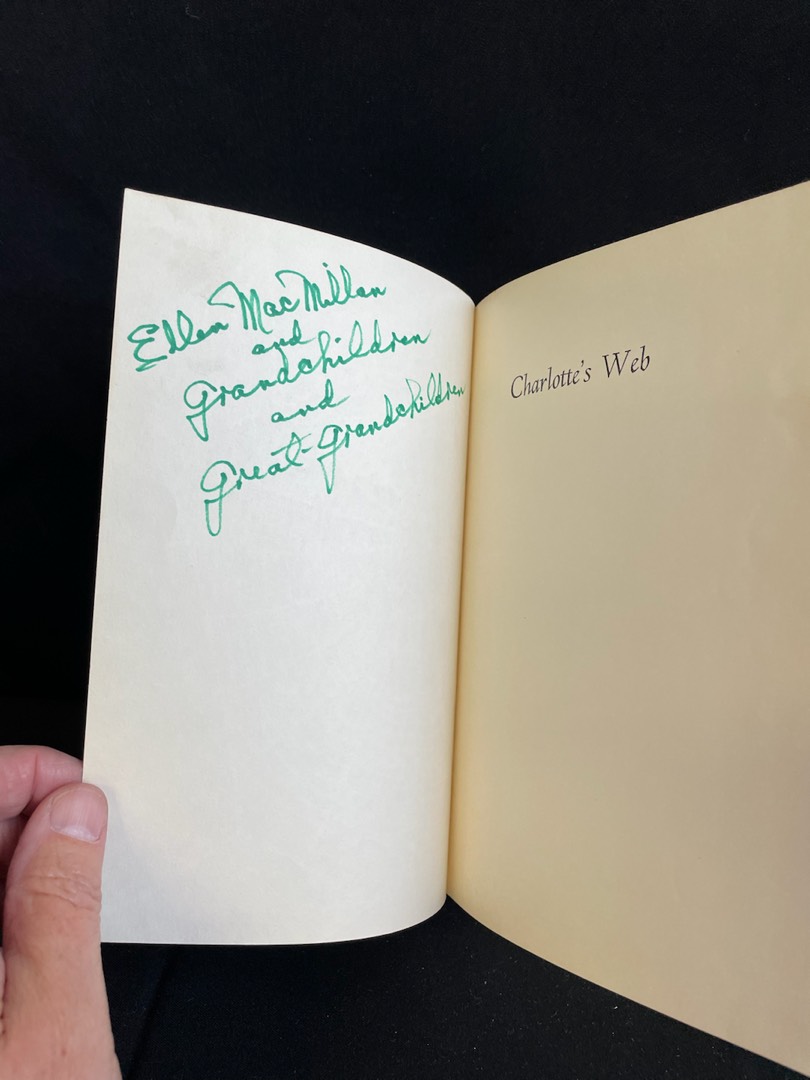 Ellen MacMillan
and
Grandchildren
and
Great-Grandchildren
Charlotte's Web